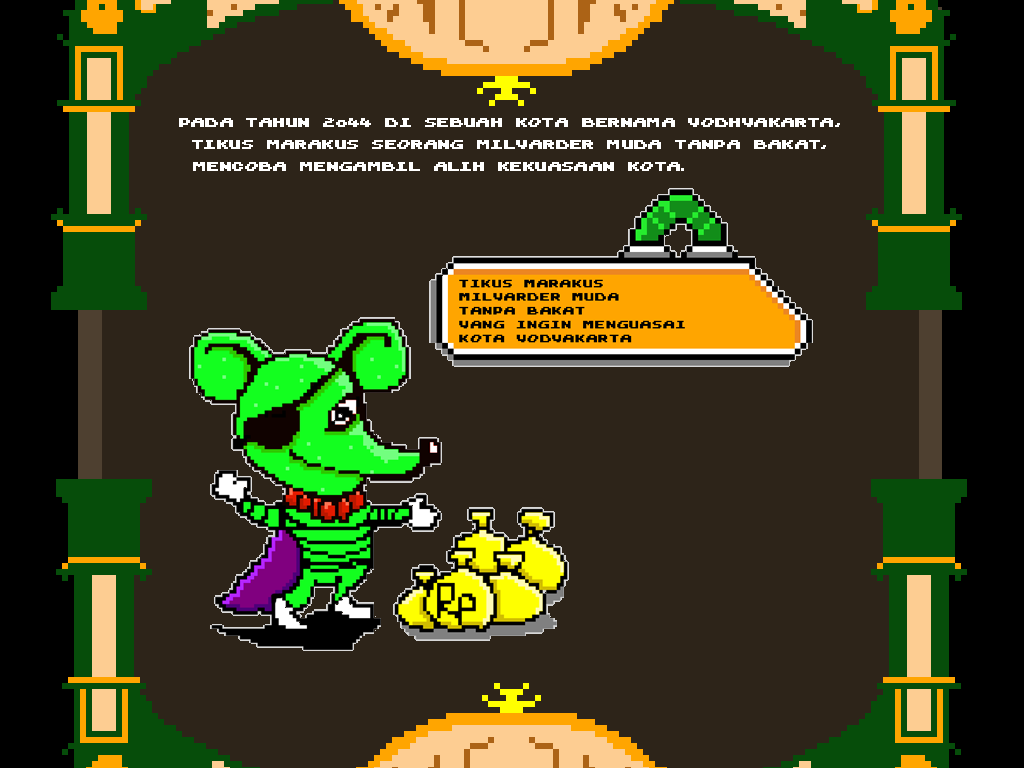 PADA TAHUN 2044 DI SEBUAH KOTA BERNAMA YODHYAKARTA,
TIKUS MARAKUS SEORANG MILYARDER MUDA TANPA BAKAT,
MENCOBA MENGAMBIL ALIH KEKUASAAN KOTA.
TIKUS MARAKUS
MILYARDER MUDA
TANPA BAKAT
YANG INGIN MENGUASAI
KOTA YODYAKARTA
Rp